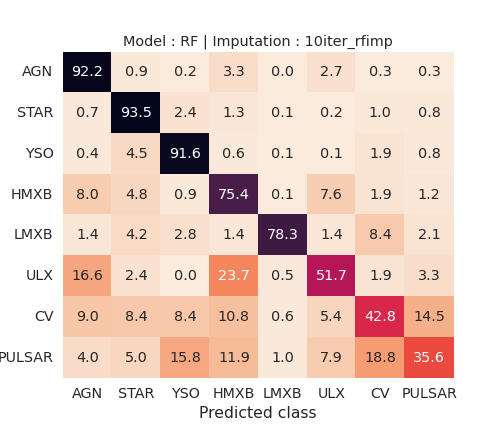 Model : RF | Imputation : 10iter_rfimp
AGN 92.2 0.9 0.2 3.3 0.0 2.7 0.3 0.3
STAR 0.7 93.5 2.4 1.3 0.1 0.2 1.0 0.8
YSO 0.4 4.5 91.6 0.6 0.1 0.1 1.9 0.8
HMXB 8.0 4.8 0.9 75.4 0.1 7.6 1.9 1.2
LMXB 1.4 4.2 2.8 1.4 78.3 1.4 8.4 2.1
ULX 16.6 2.4 0.0 23.7 0.5 51.7 1.9 3.3
CV 9.0 8.4 8.4 10.8 0.6 5.4 42.8 14.5
PULSAR 4.0 5.0 15.8 11.9 1.0 7.9 18.8 35.6
AGN STAR YSO HMXB LMXB ULX CV PULSAR
Predicted class